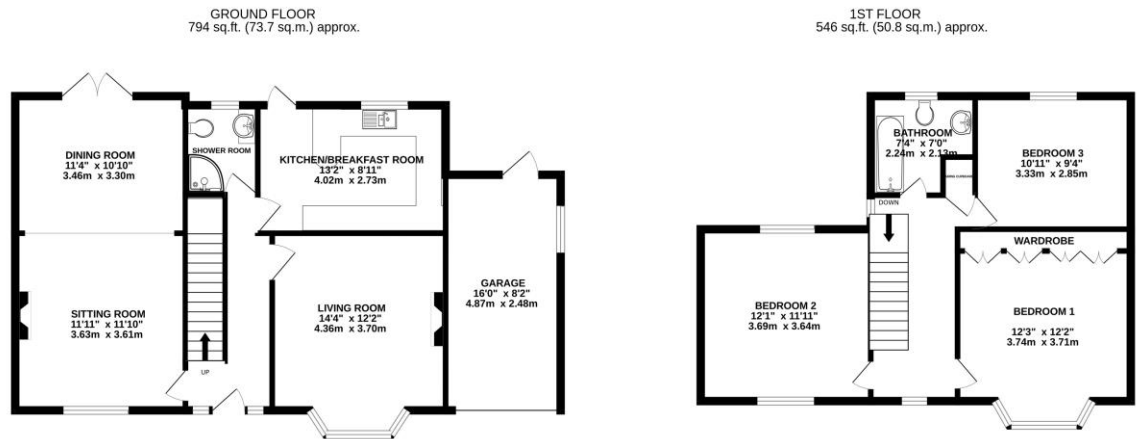 GROUND FLOOR
794 sq.ft. (73.7 sq.m.) approx.
1ST FLOOR
546 sq.ft. (50.8 sq.m.) approx.
DINING ROOM
11'4" x 10'10"
3.46m x 3.30m
SHOWER ROOM
KITCHEN/BREAKFAST ROOM
13'2" x 8'11"
4.02m x 2.73m
SITTING ROOM
11'11" x 11'10"
3.63m x 3.61m
UP
LIVING ROOM
14'4" x 12'2"
4.36m x 3.70m
GARAGE
16'0" x 8'2"
4.87m x 2.48m
BATHROOM
7'4" x 7'0"
2.24m x 2.13m
BEDROOM 3
10'11" x 9'4"
3.33m x 2.85m
DOWN
WARDROBE
BEDROOM 2
12'1" x 11'11"
3.69m x 3.64m
BEDROOM 1
12'3" x 12'2"
3.74m x 3.71m